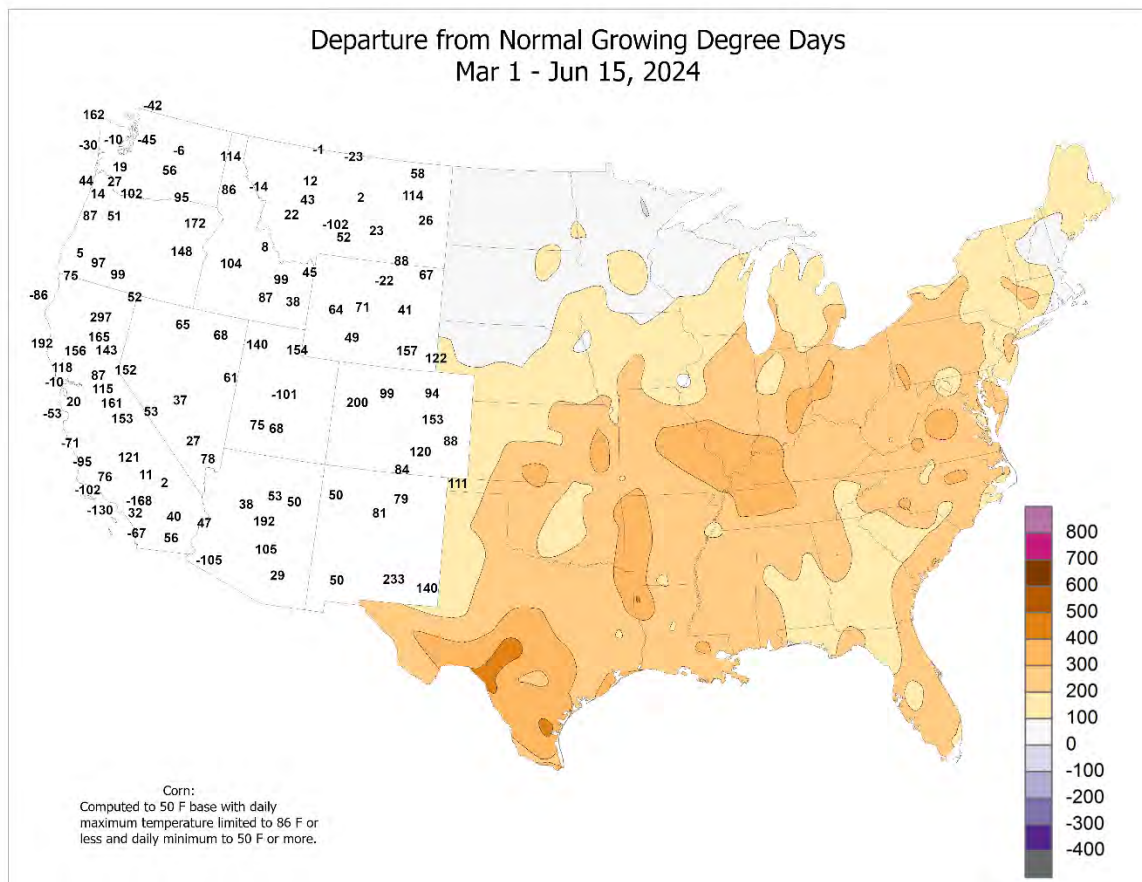 Departure from Normal Growing Degree Days
Mar 1 - Jun 15, 2024
-42
162
-30 -10 -45 -6 114 -1 -23
19 56 12 58
44 27 86 -14 43 2 114
14 102 95
87 51 172 22 -102 23 26
52
5 148 8 88
97 104 45 67
75 99 99 -22
-86 52 87 38 64 71 41
297 65
192 165 68 140 49
156 143 154 157 122
118 87 152 61
-10 115 -101 200 99 94
20 161 37
-53 153 53 75 68 153
-71 27 88
-95 121 78 120
76 11 2 84 111
-102 -168 38 53 50 50 79
-130 32 40 47 192 81
-67 56 105
-105 29 50 233 140
800
700
600
500
400
300
200
100
0
-100
-200
-300
-400
Corn:
Computed to 50 F base with daily
maximum temperature limited to 86 F or
less and daily minimum to 50 F or more.